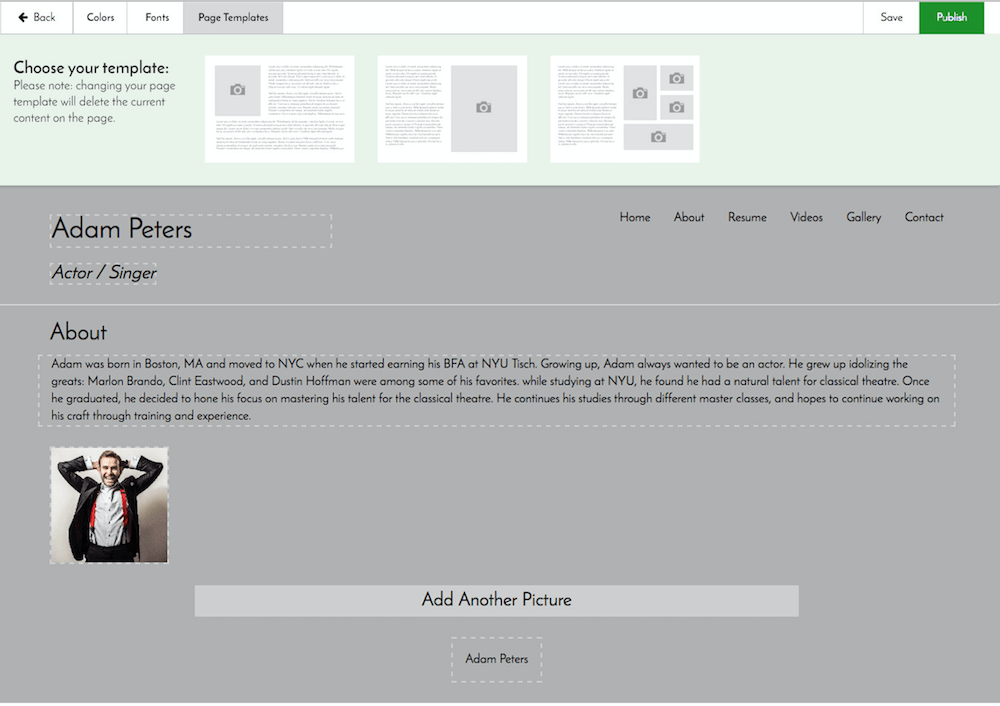 Back Colors Fonts Page Templates Save Publish
Choose your template:
Please note: changing your page
template will delete the current
content on the page.
Adam Peters
Home About Resume Videos Gallery Contact
Actor / Singer
About
Adam was born in Boston, MA and moved to NYC when he started earning his BFA at NYU Tisch. Growing up, Adam always wanted to be an actor. He grew up idolizing the
greats: Marlon Brando, Clint Eastwood, and Dustin Hoffman were among some of his favorites. while studying at NYU, he found he had a natural talent for classical theatre. Once
he graduated, he decided to hone his focus on mastering his talent for the classical theatre. He continues his studies through different master classes, and hopes to continue working on
his craft through training and experience.
Add Another Picture
Adam Peters